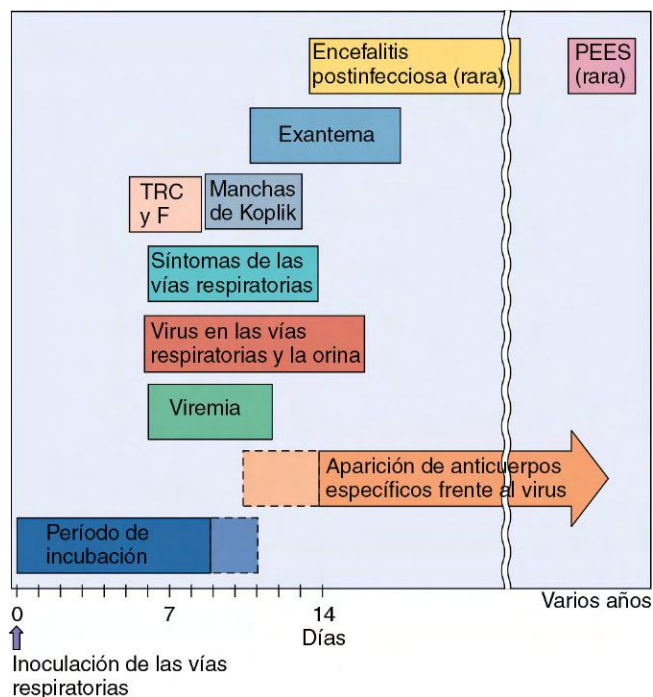 Encefalitis
postinfecciosa (rara)
PEES
(rara)
Exantema
TRC
y F
Manchas
de Koplik
Síntomas de las
vías respiratorias
Virus en las vías
respiratorias y la orina
Viremia
Aparición de anticuerpos
específicos frente al virus
Período de
incubación
0
7
14
Varios años
Días
Inoculación de las vías
respiratorias